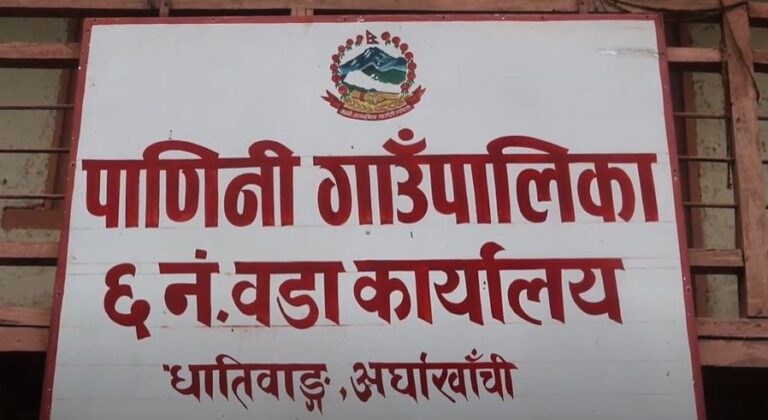 पाणिनी गाउँपालिका
६ नं. वडा कार्यालय
धातिवाङ्ग, अर्घाखाँची